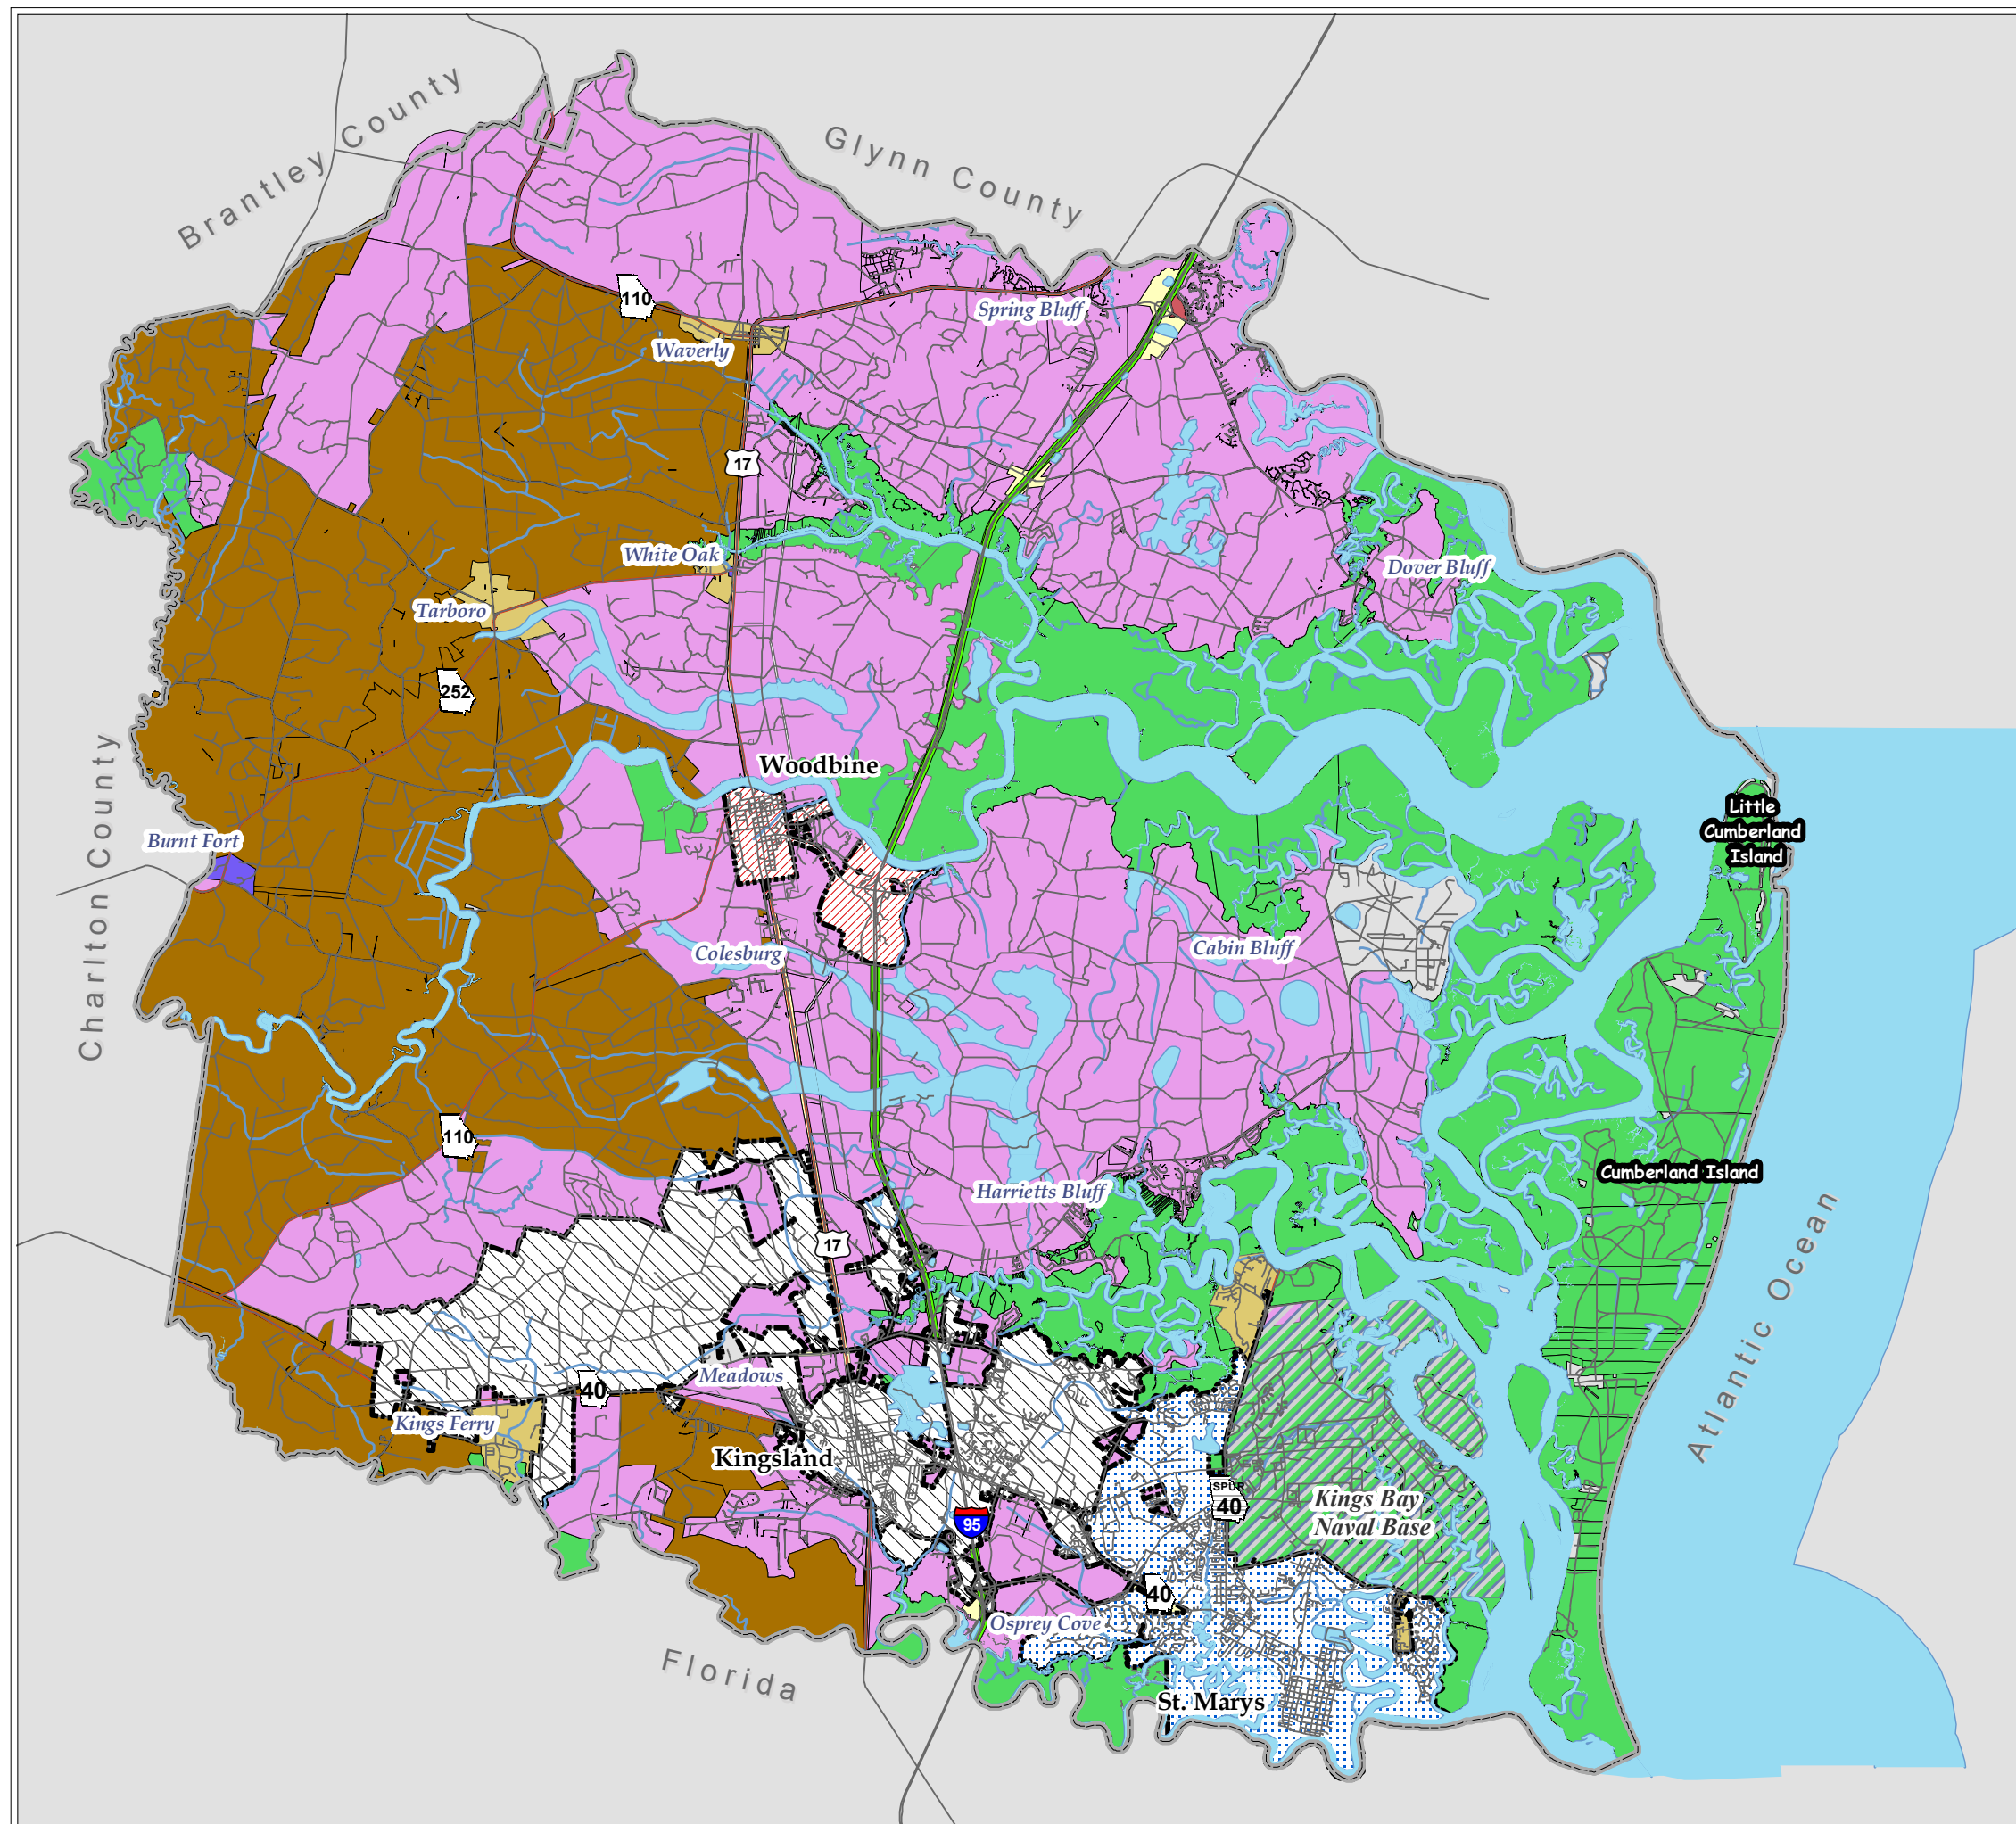 Brantley County
Glynn County
110
Spring Bluff
Waverly
17
White Oak
Dover Bluff
Tarboro
252
Woodbine
Little
Cumberland
Island
Burnt Fort
Charlton County
Colesburg
Cabin Bluff
110
Cumberland Island
Harrietts Bluff
17
Atlantic Ocean
Meadows
40
Kings Ferry
Kingsland
SPUR
40
Kings Bay
Naval Base
95
40
Osprey Cove
Florida
St. Marys